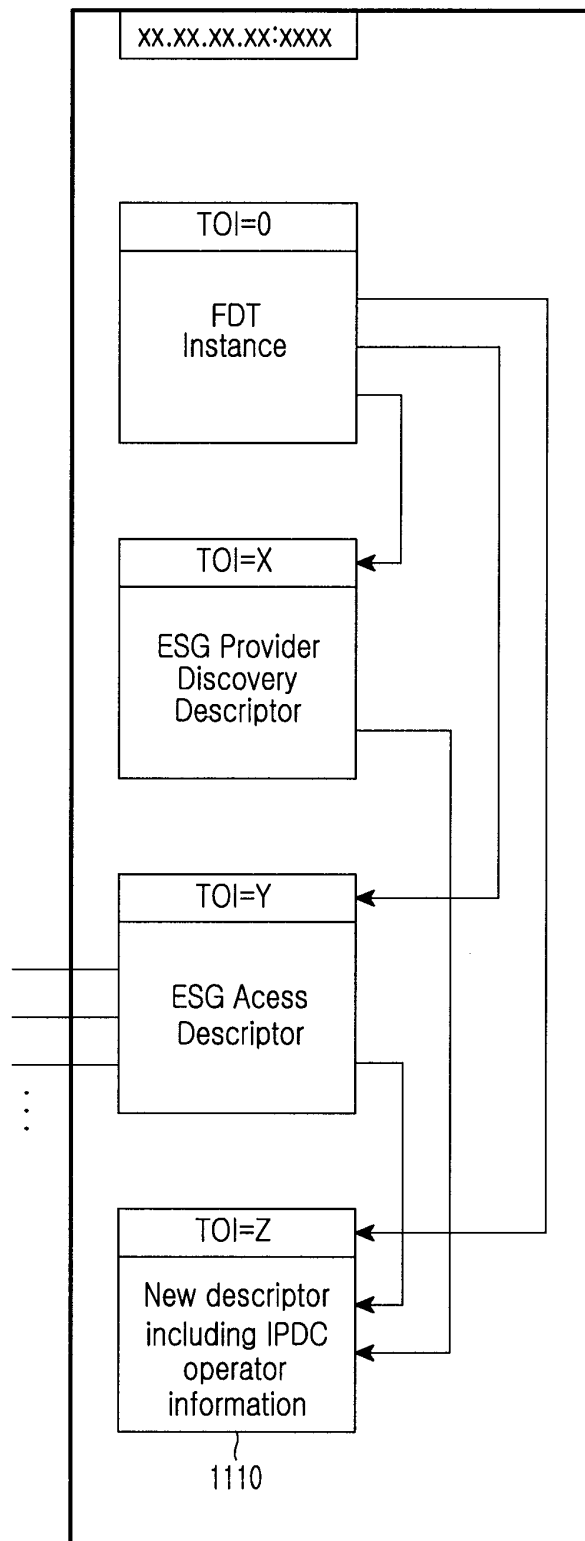 xx.xx.xx.xx:xxxx
TOI=0
FDT
Instance
TOI=X
ESG Provider
Discovery
Descriptor
TOI=Y
ESG Acess
Descriptor
...
TOI=Z
New descriptor
including IPDC
operator
information
1110